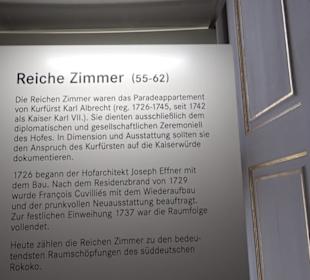 Reiche Zimmer (55-62)
Die Reichen Zimmer waren das Paradeappartement
von Kurfürst Karl Albrecht (reg. 1726-1745, seit 1742
als Kaiser Karl VII.). Sie dienten ausschließlich dem
diplomatischen und gesellschaftlichen Zeremoniell
des Hofes. In Dimension und Ausstattung sollten sie
den Anspruch des Kurfürsten auf die Kaiserwürde
dokumentieren.
1726 begann der Hofarchitekt Joseph Effner mit
dem Bau. Nach dem Residenzbrand von 1729
wurde François Cuvilliés mit dem Wiederaufbau
und der prunkvollen Neuausstattung beauftragt.
Zur festlichen Einweihung 1737 war die Raumfolge
vollendet.
Heute zählen die Reichen Zimmer zu den bedeu-
tendsten Raumschöpfungen des süddeutschen
Rokoko.